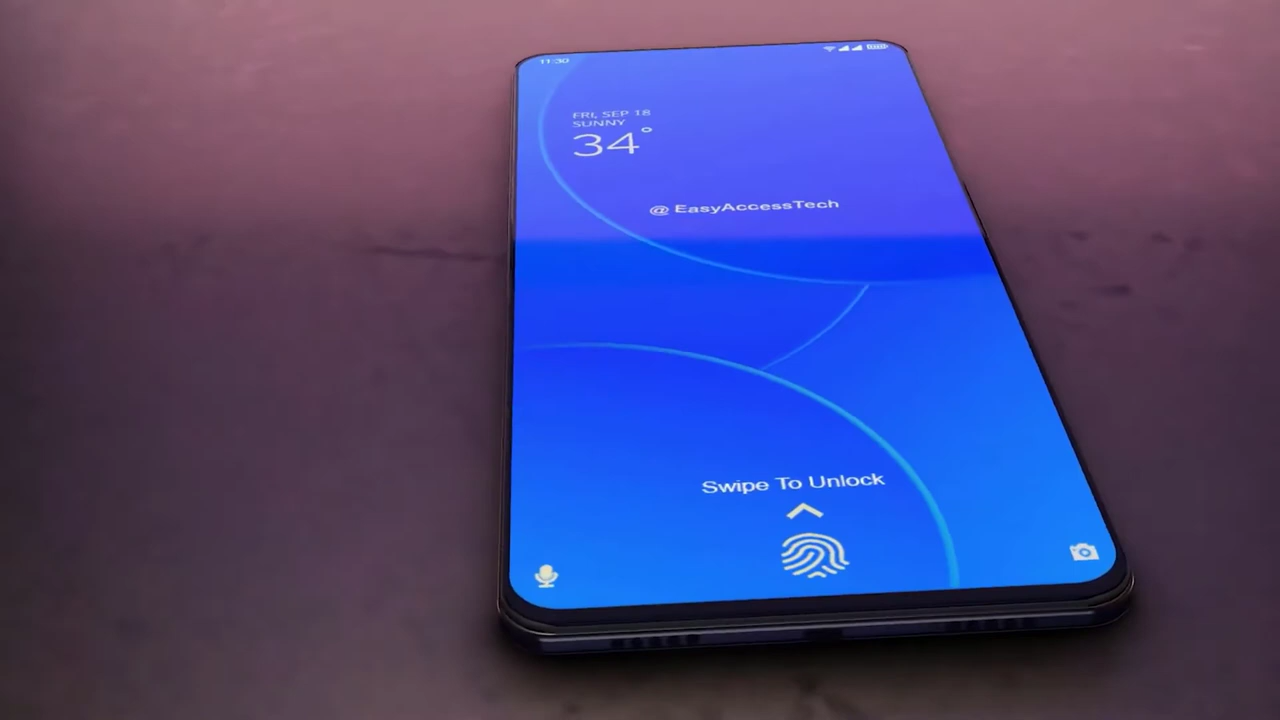 11:30
FRI, SEP 18
SUNNY
34°
@ EasyAccessTech
Swipe To Unlock